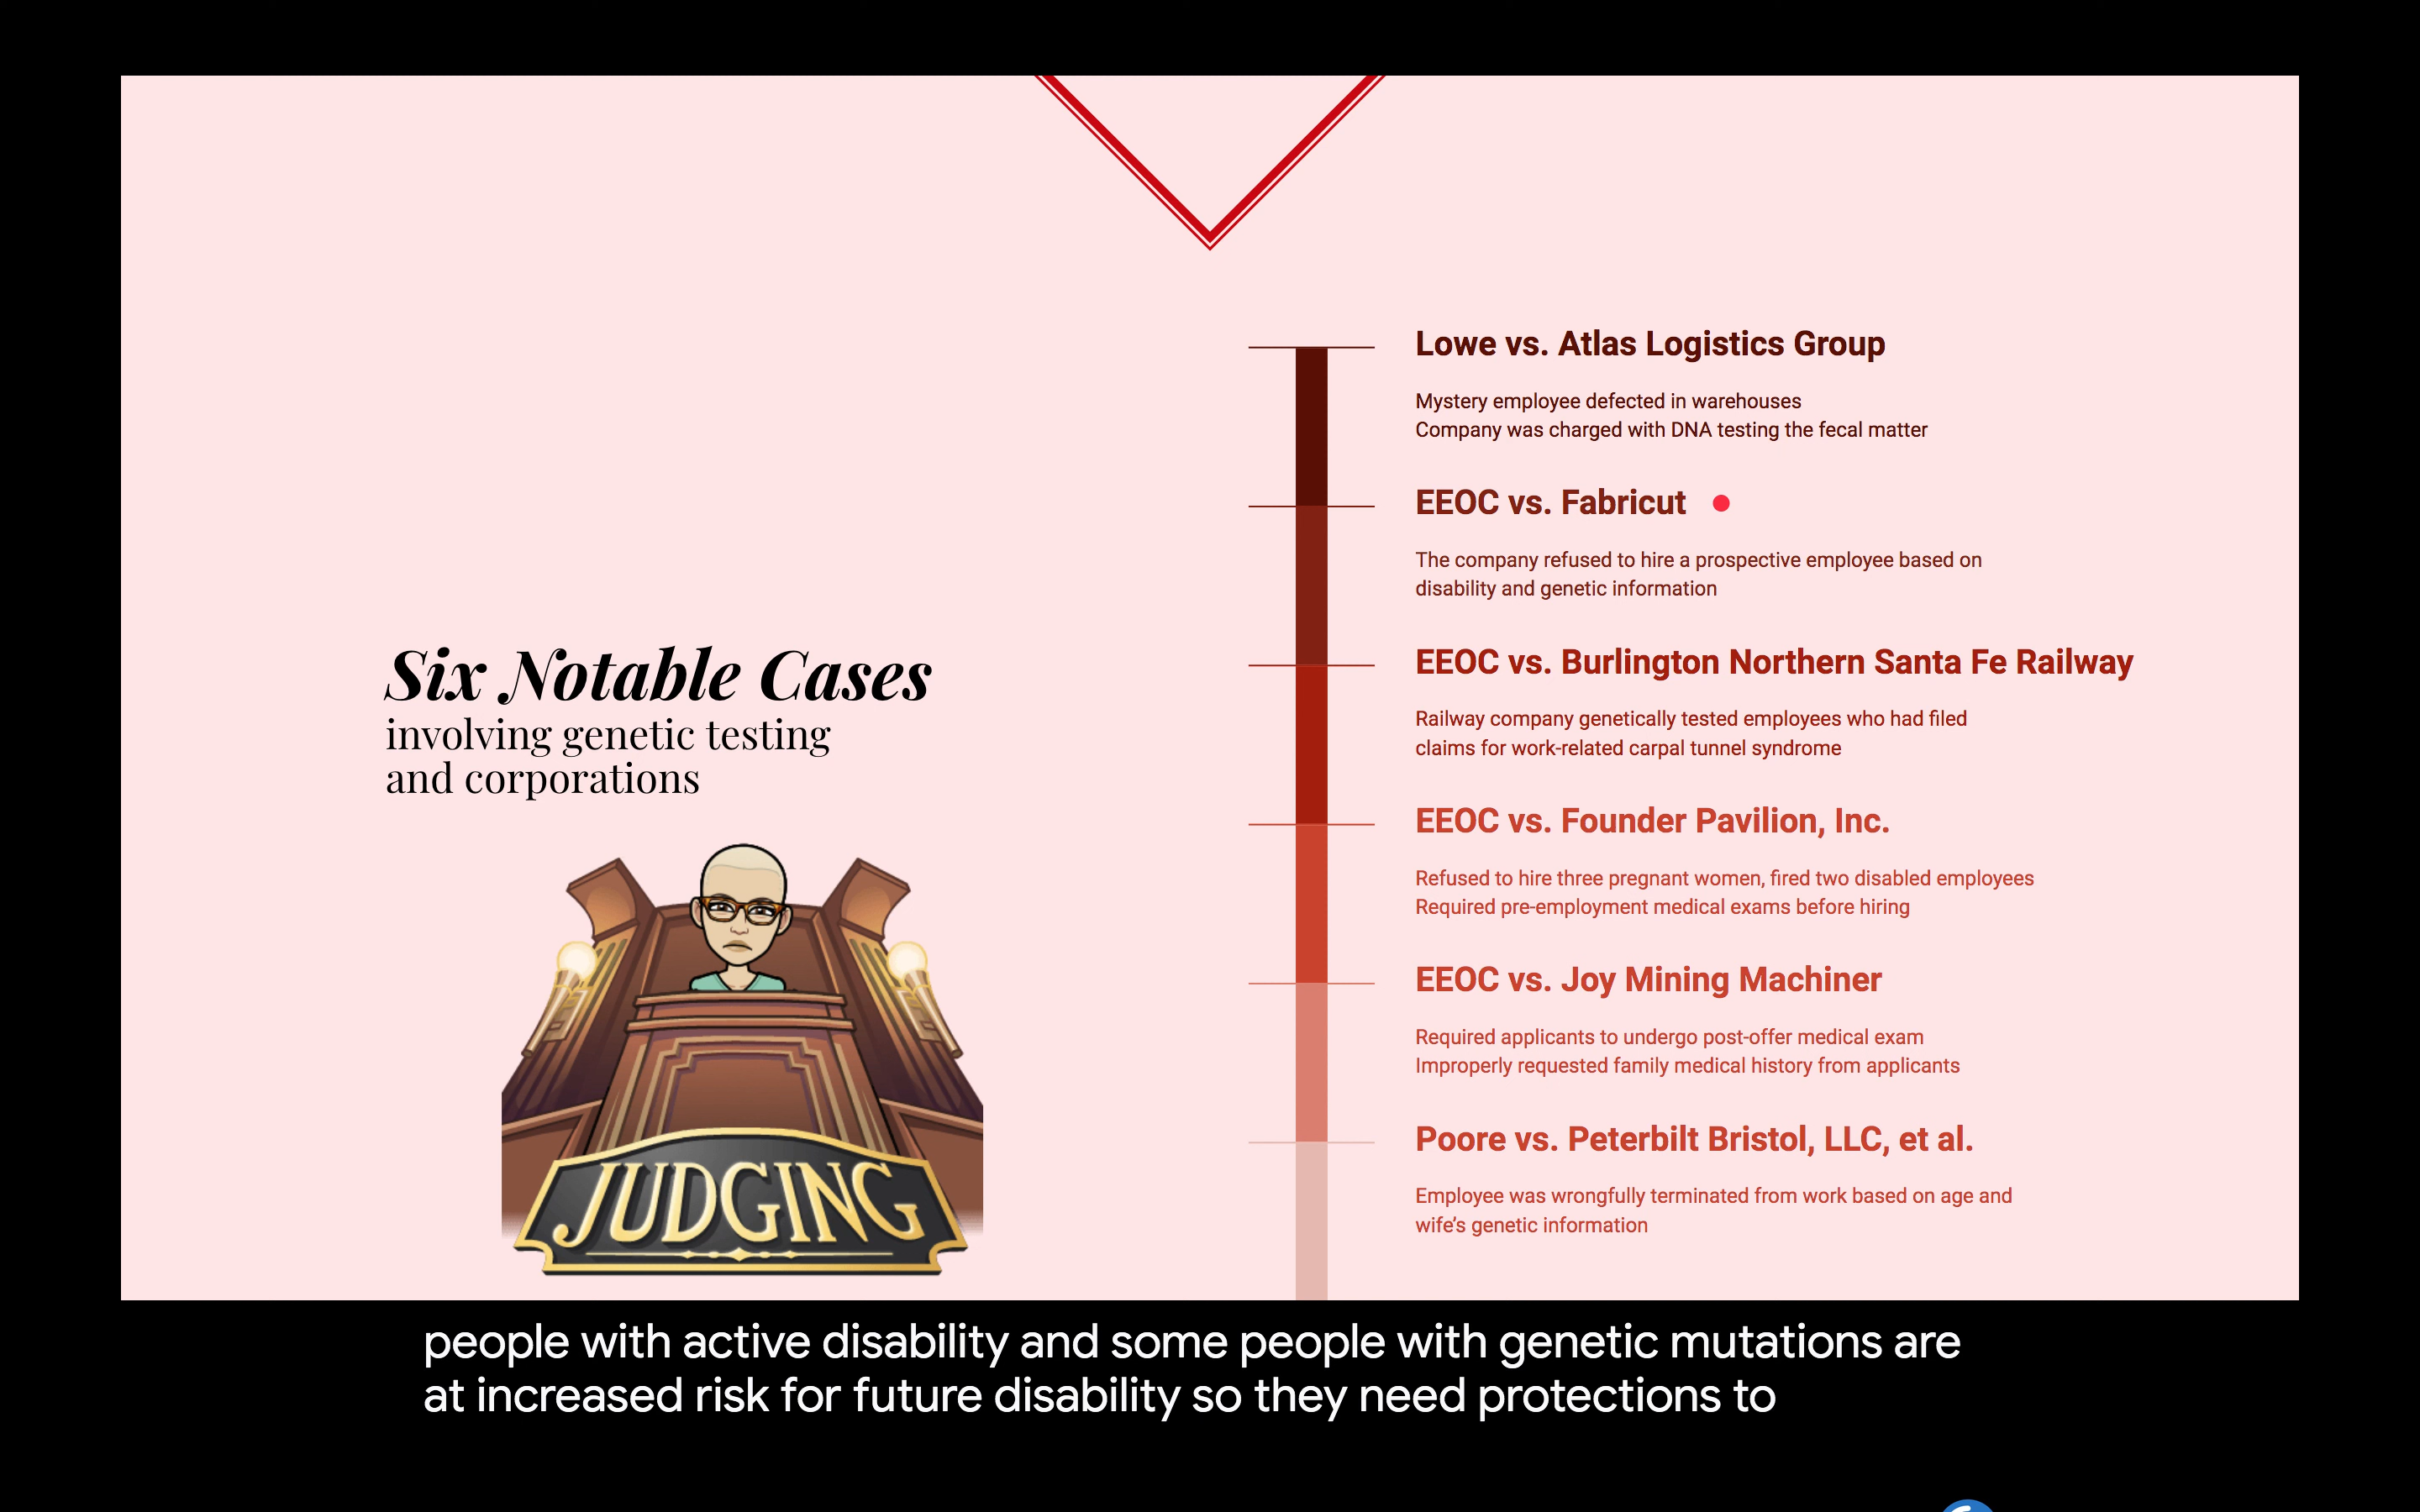 Six Notable Cases
involving genetic testing
and corporations
JUDGING
Lowe vs. Atlas Logistics Group
Mystery employee defected in warehouses
Company was charged with DNA testing the fecal matter
EEOC vs. Fabricut
The company refused to hire a prospective employee based on
disability and genetic information
EEOC vs. Burlington Northern Santa Fe Railway
Railway company genetically tested employees who had filed
claims for work-related carpal tunnel syndrome
EEOC vs. Founder Pavilion, Inc.
Refused to hire three pregnant women, fired two disabled employees
Required pre-employment medical exams before hiring
EEOC vs. Joy Mining Machiner
Required applicants to undergo post-offer medical exam
Improperly requested family medical history from applicants
Poore vs. Peterbilt Bristol, LLC, et al.
Employee was wrongfully terminated from work based on age and
wife’s genetic information
people with active disability and some people with genetic mutations are
at increased risk for future disability so they need protections to